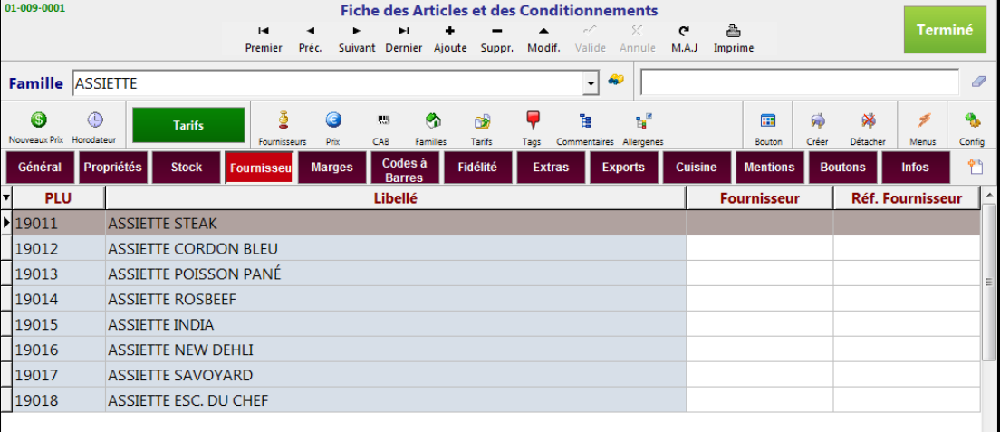 01-009-0001
Fiche des Articles et des Conditionnements
Premier Préc. Suivant Dernier Ajoute Suppr. Modif. Valide Annule M.A.J Imprime
Terminé
Famille ASSIETTE
Nouveaux Prix Horodateur Tarifs Fournisseurs Prix CAB Familles Tarifs Tags Commentaires Allergenes Bouton Créer Détacher Menus Config
Général Propriétés Stock Fournisseu Marges Codes à Barres Fidélité Extras Exports Cuisine Mentions Boutons Infos
PLU Libellé Fournisseur Réf. Fournisseur
19011 ASSIETTE STEAK
19012 ASSIETTE CORDON BLEU
19013 ASSIETTE POISSON PANÉ
19014 ASSIETTE ROSBEEF
19015 ASSIETTE INDIA
19016 ASSIETTE NEW DEHLI
19017 ASSIETTE SAVOYARD
19018 ASSIETTE ESC. DU CHEF